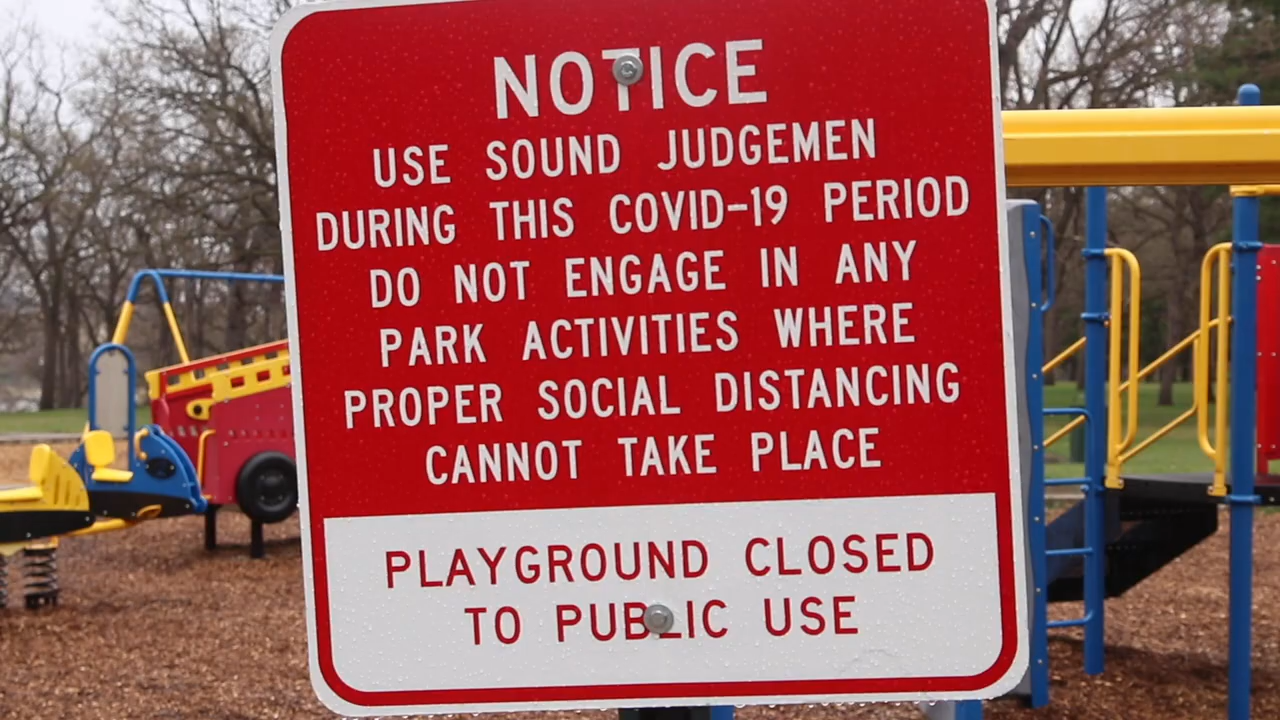 NOTICE
USE SOUND JUDGEMEN
DURING THIS COVID-19 PERIOD
DO NOT ENGAGE IN ANY
PARK ACTIVITIES WHERE
PROPER SOCIAL DISTANCING
CANNOT TAKE PLACE
PLAYGROUND CLOSED
TO PUBLIC USE